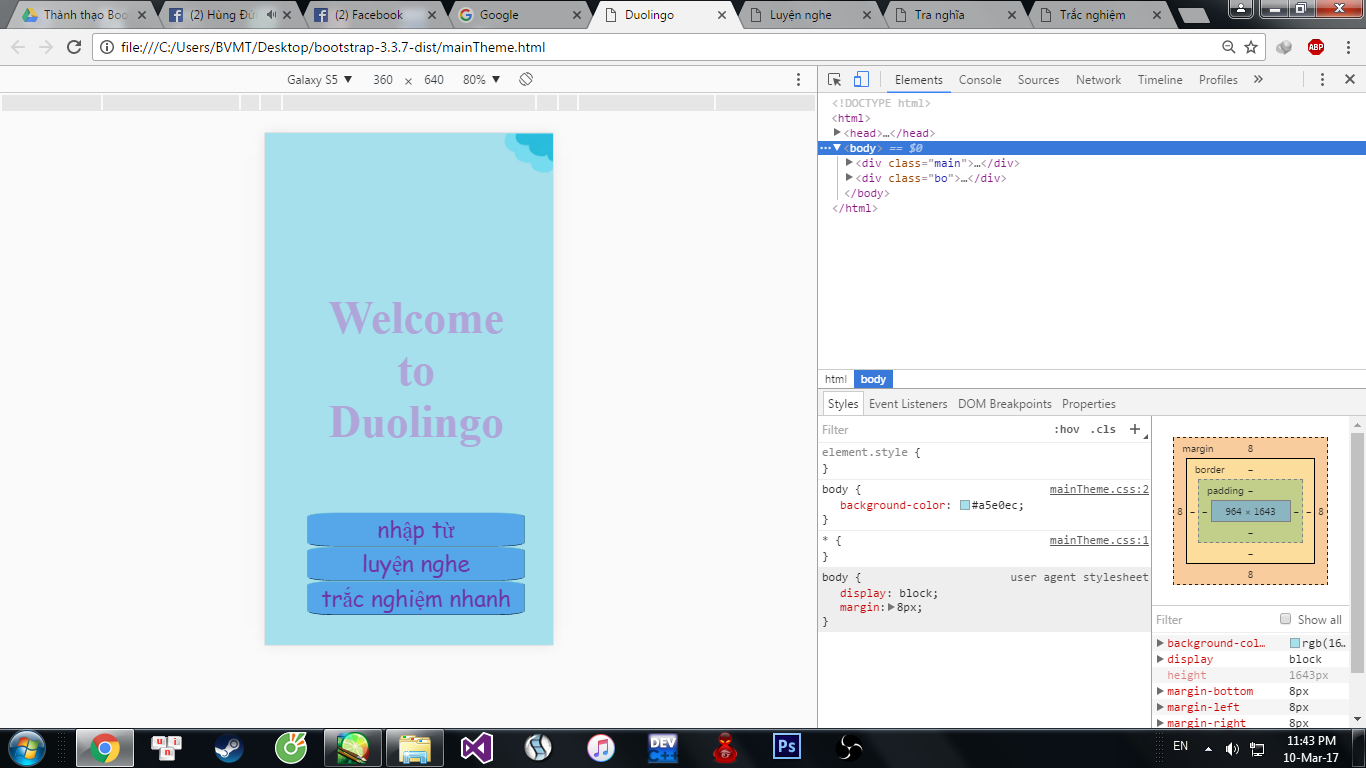 Thành thạo Boo
(2) Hùng Đứ
(2) Facebook
Google
Duolingo
Luyện nghe
Tra nghĩa
Trắc nghiệm
file:///C:/Users/BVMT/Desktop/bootstrap-3.3.7-dist/mainTheme.html
ABP
Galaxy S5 ▼ 360 × 640 80% ▼
Elements Console Sources Network Timeline Profiles »
<!DOCTYPE html>
<html>
▶<head>…</head>
…▼<body> == $0
▶<div class="main">…</div>
▶<div class="bo">…</div>
</body>
</html>
Welcome
to
Duolingo
nhập từ
luyện nghe
trắc nghiệm nhanh
html body
Styles Event Listeners DOM Breakpoints Properties
Filter :hov .cls +
element.style {
}
body { mainTheme.css:2
background-color: #a5e0ec;
}
* { mainTheme.css:1
}
body { user agent stylesheet
display: block;
margin:▶8px;
}
margin 8
border –
padding –
8 – – 964 × 1643 – – 8
–
–
8
Filter Show all
▶background-col… rgb(16…
▶display block
height 1643px
▶margin-bottom 8px
▶margin-left 8px
▶margin-right 8px
uni
DEV
C++
Ps
EN
11:43 PM
10-Mar-17